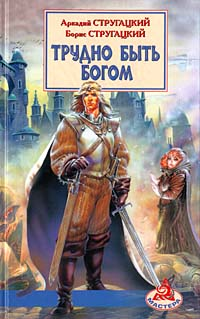 Аркадий СТРУГАЦКИЙ
Борис СТРУГАЦКИЙ
ТРУДНО БЫТЬ
БОГОМ
МАСТЕРА